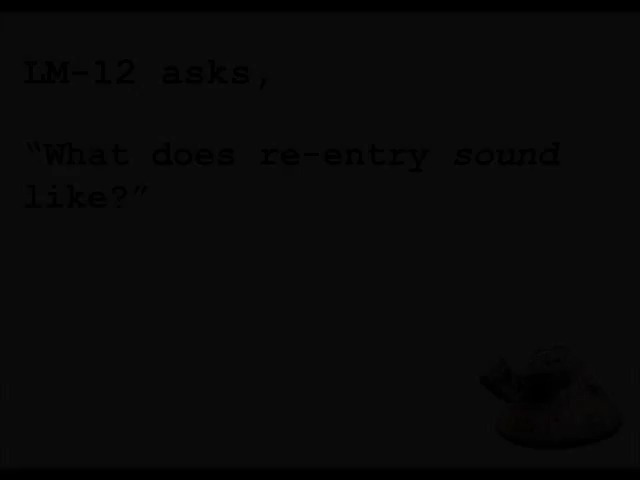 LM-12 asks,
“What does re-entry sound
like?”